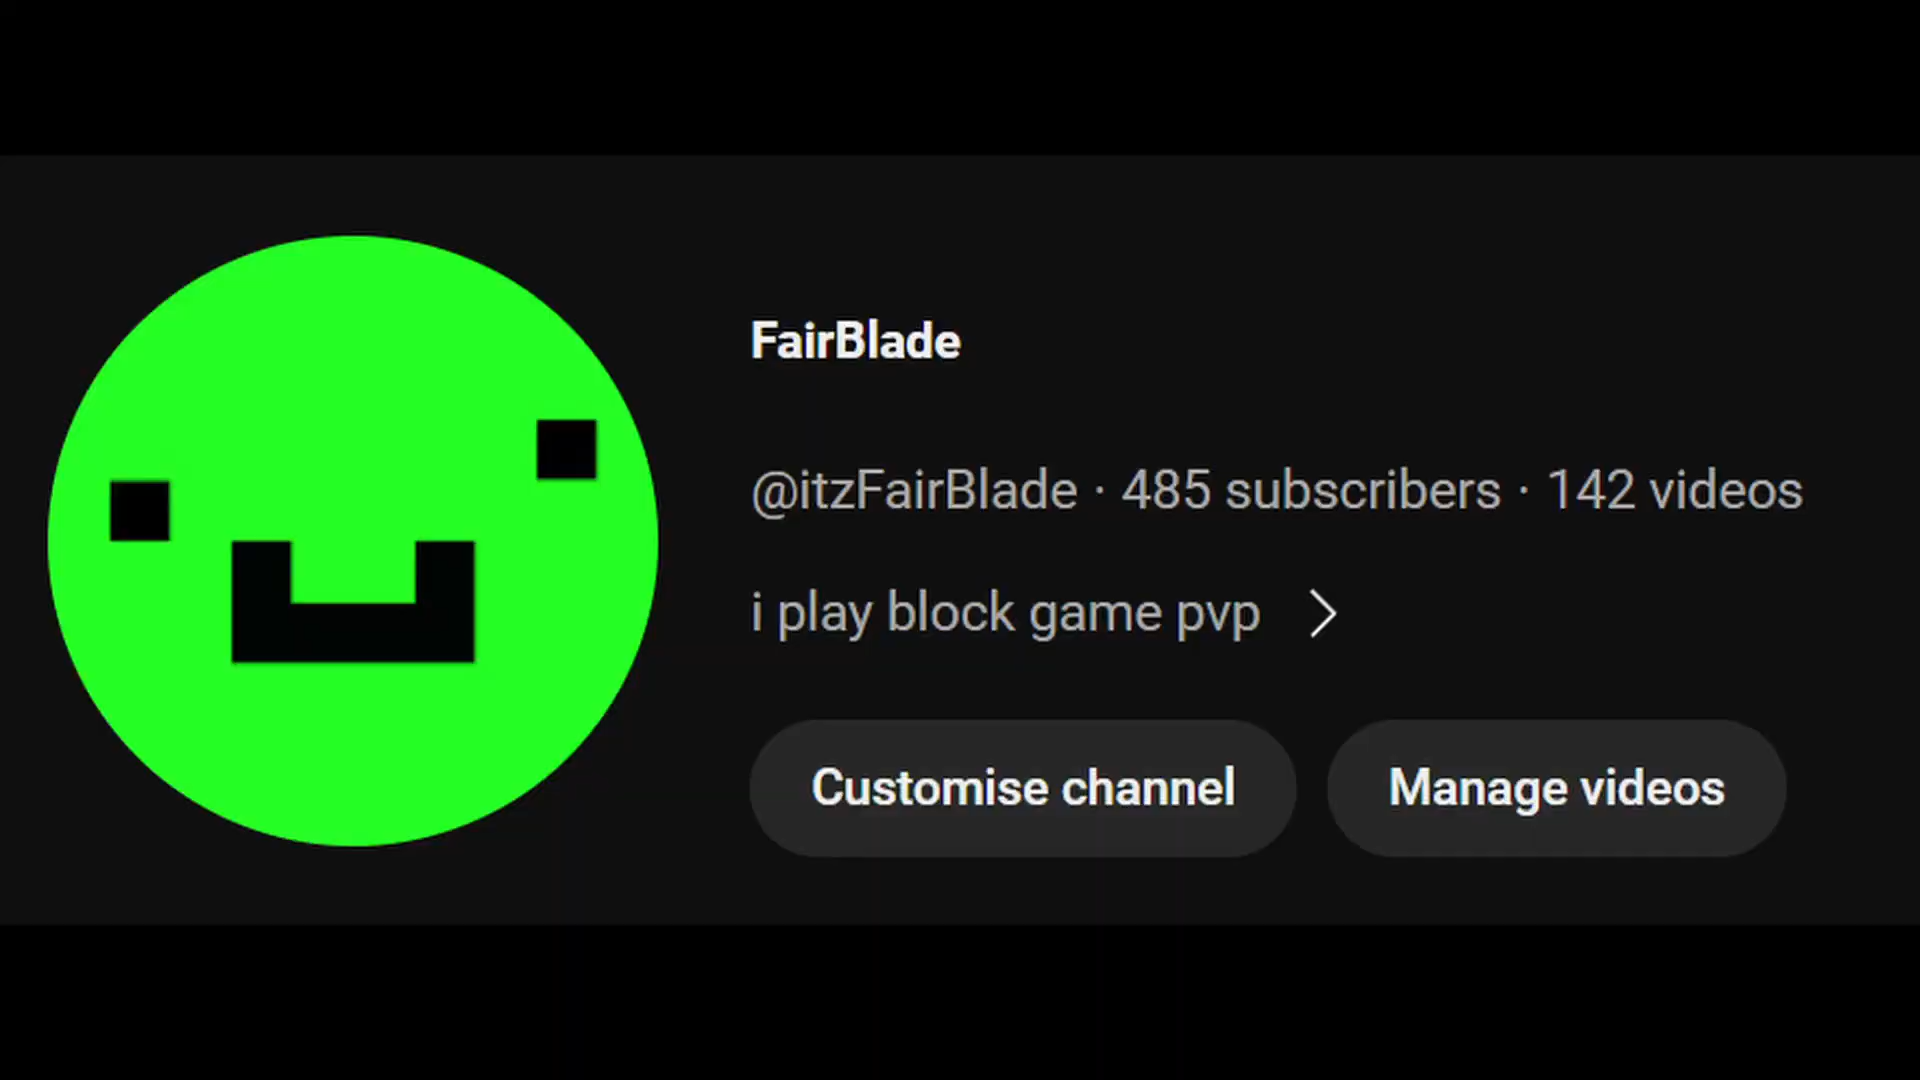 FairBlade
@itzFairBlade · 485 subscribers · 142 videos
i play block game pvp
Customise channel
Manage videos